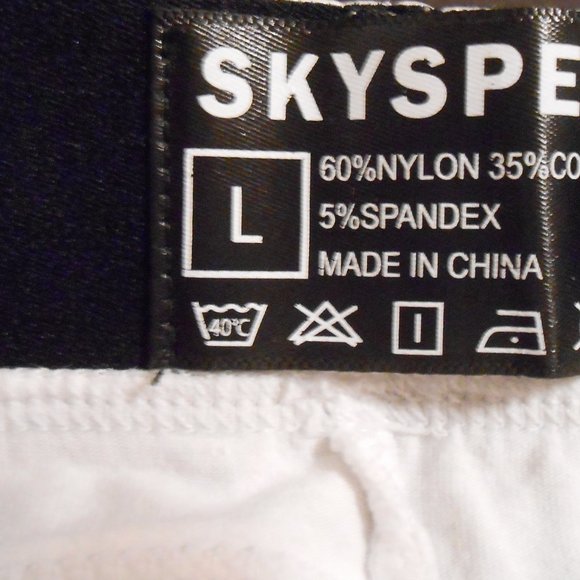 SKYSPE
L
60%NYLON 35%CO
5%SPANDEX
MADE IN CHINA
40°C